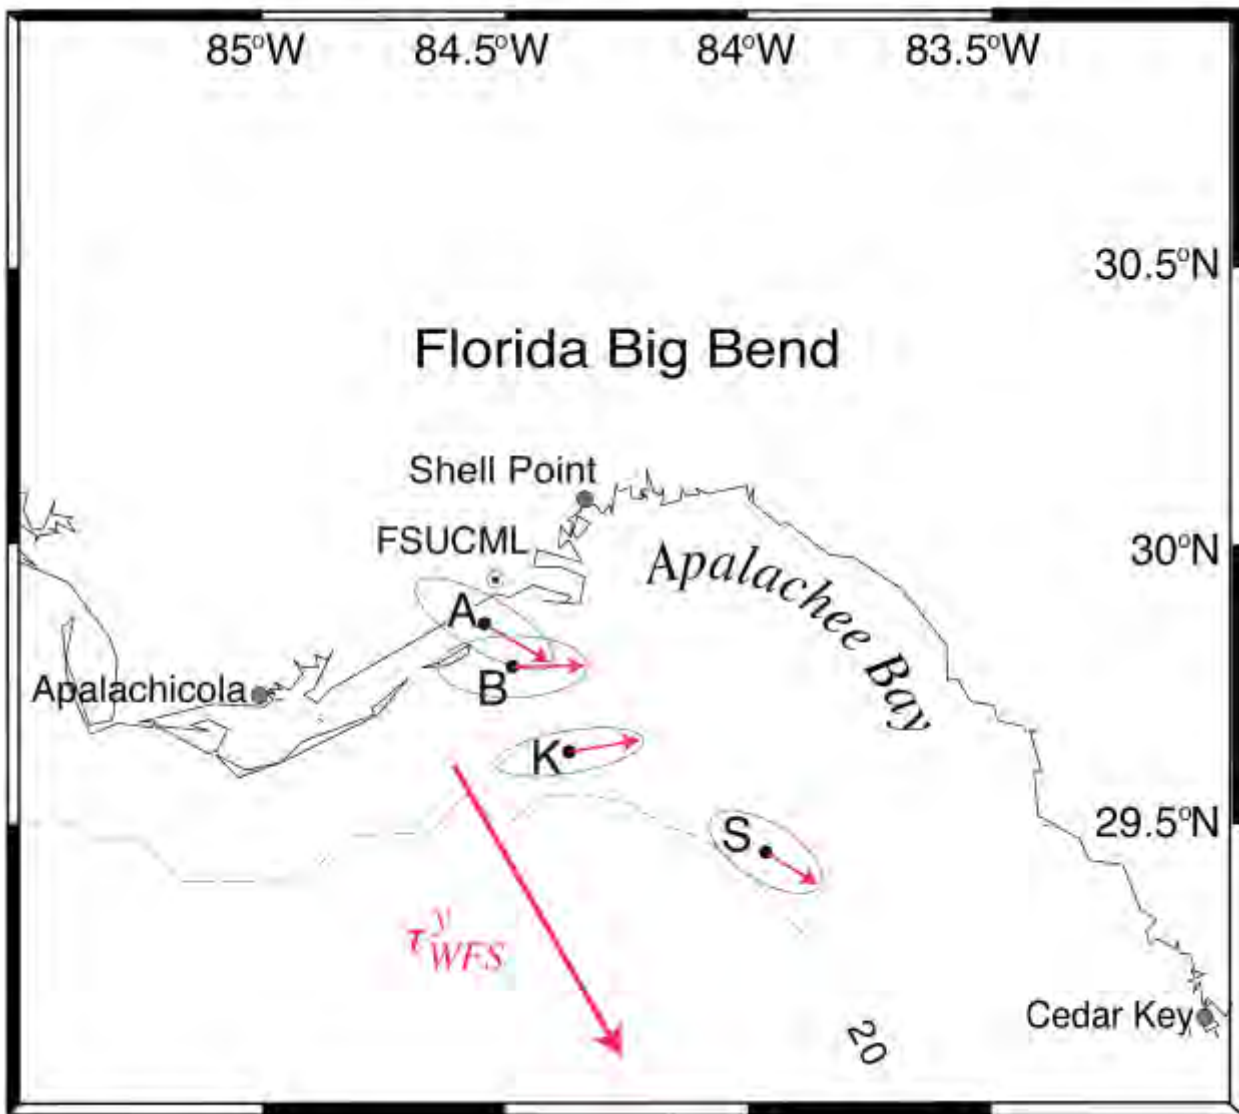 85°W 84.5°W 84°W 83.5°W
30.5°N
Florida Big Bend
Shell Point
FSUCML
30°N
Apalachee Bay
A
B
Apalachicola
K
29.5°N
S
τ^y_WFS
Cedar Key
20